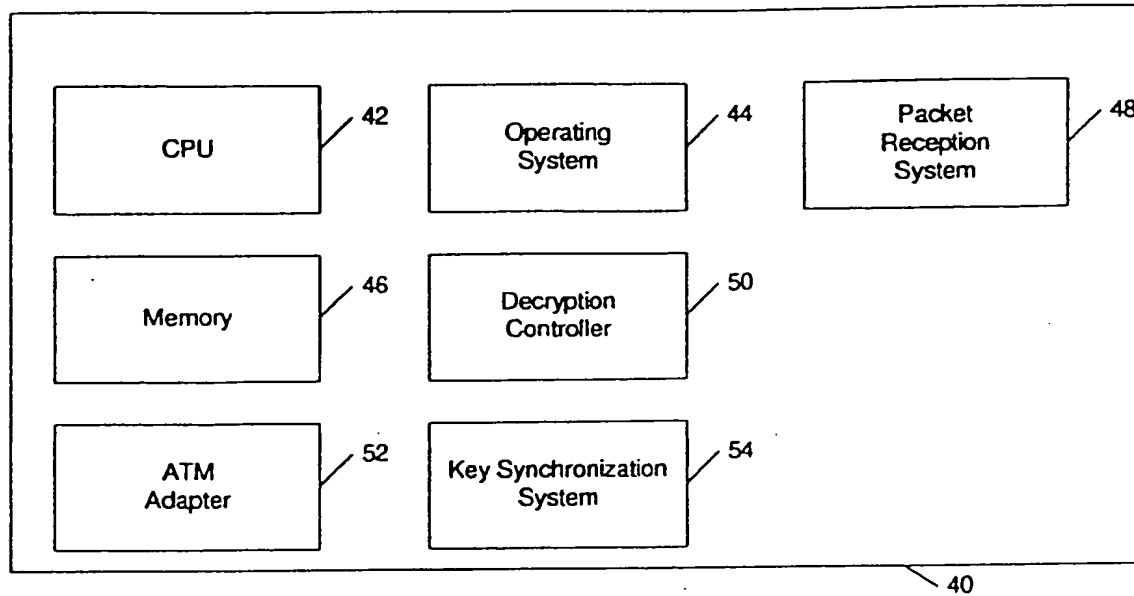 CPU
42
Operating
System
44
Packet
Reception
System
48
Memory
46
Decryption
Controller
50
ATM
Adapter
52
Key Synchronization
System
54
40